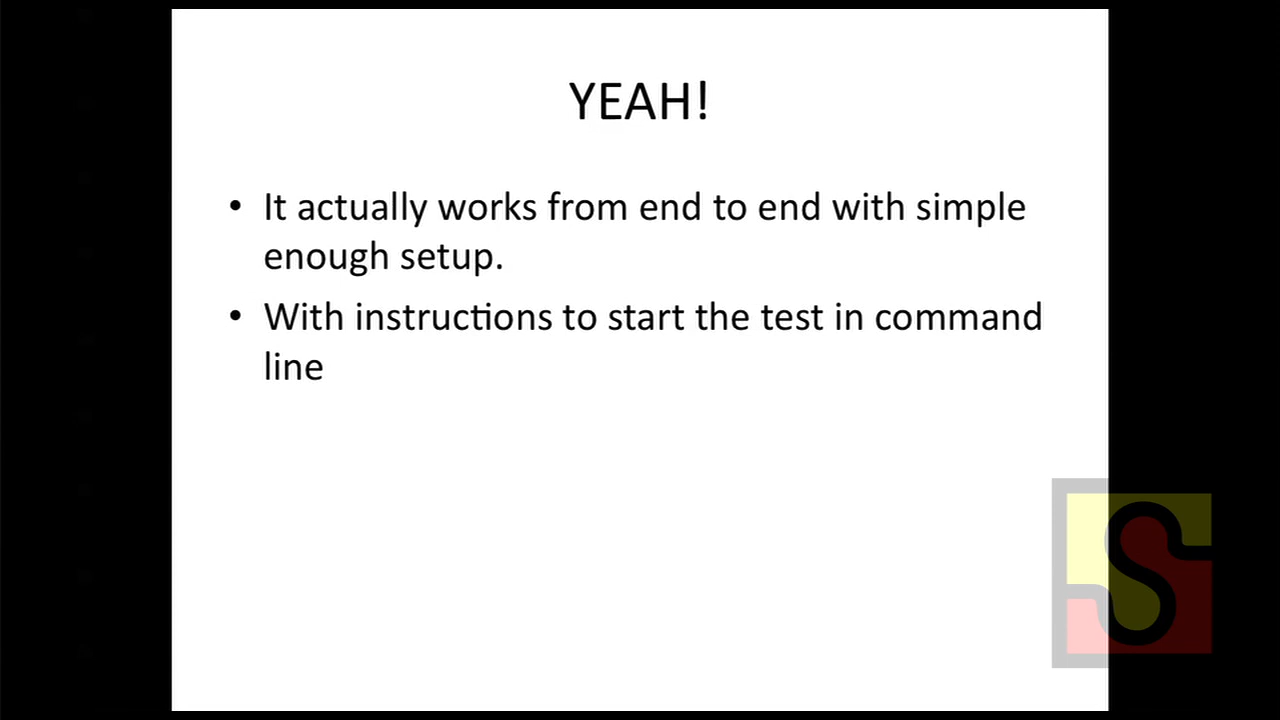 YEAH!
• It actually works from end to end with simple
enough setup.
• With instructions to start the test in command
line
S